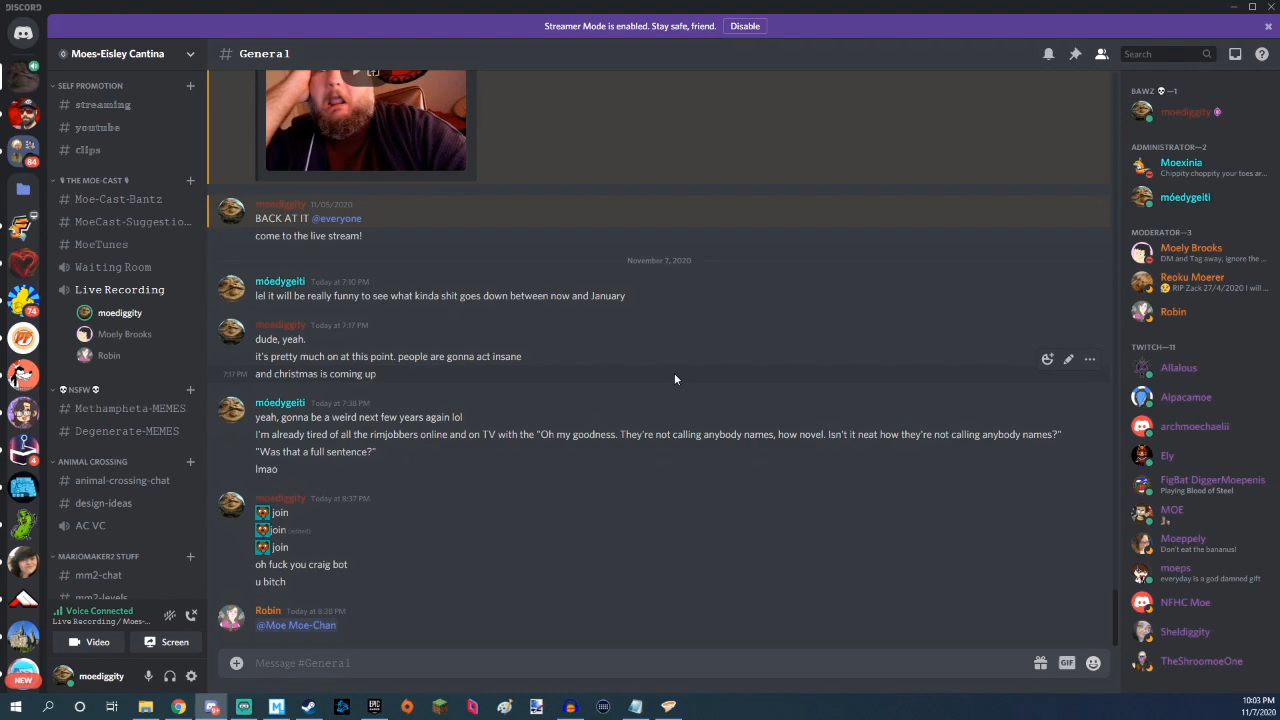 DISCORD
Streamer Mode is enabled. Stay safe, friend.
Disable
Moes-Eisley Cantina
General
Search
SELF PROMOTION
streaming
youtube
clips
THE MOE-CAST
Moe-Cast-Bantz
MoeCast-Suggestio...
MoeTunes
Waiting Room
Live Recording
moediggity
Moely Brooks
Robin
NSFW
Methampheta-MEMES
Degenerate-MEMES
ANIMAL CROSSING
animal-crossing-chat
design-ideas
AC VC
MARIOMAKER2 STUFF
mm2-chat
mm2-levels
Voice Connected
Live Recording / Moes-...
Video
Screen
moediggity
84
74
4
NEW
moediggity 11/05/2020
BACK AT IT @everyone
come to the live stream!
November 7, 2020
móedygeiti Today at 7:10 PM
lel it will be really funny to see what kinda shit goes down between now and January
moediggity Today at 7:17 PM
dude, yeah.
it's pretty much on at this point. people are gonna act insane
7:17 PM and christmas is coming up
móedygeiti Today at 7:38 PM
yeah, gonna be a weird next few years again lol
I'm already tired of all the rimjobbers online and on TV with the "Oh my goodness. They're not calling anybody names, how novel. Isn't it neat how they're not calling anybody names?"
"Was that a full sentence?"
lmao
moediggity Today at 8:37 PM
join
join (edited)
join
oh fuck you craig bot
u bitch
Robin Today at 8:38 PM
@Moe Moe-Chan
Message #General
GIF
BAWZ —1
moediggity
ADMINISTRATOR—2
Moexinia
Chippity choppity your toes ar...
móedygeiti
MODERATOR—3
Moely Brooks
DM and Tag away, ignore the ...
Reoku Moerer
RIP Zack 27/4/2020 I will ...
Robin
TWITCH—11
Allalous
Alpacamoe
archmoechaelii
Ely
FigBat DiggerMoepenis
Playing Blood of Steel
MOE
Moeppely
Don't eat the bananus!
moeps
everyday is a god damned gift
NFHC Moe
Sheldiggity
TheShroomoeOne
10:03 PM
11/7/2020